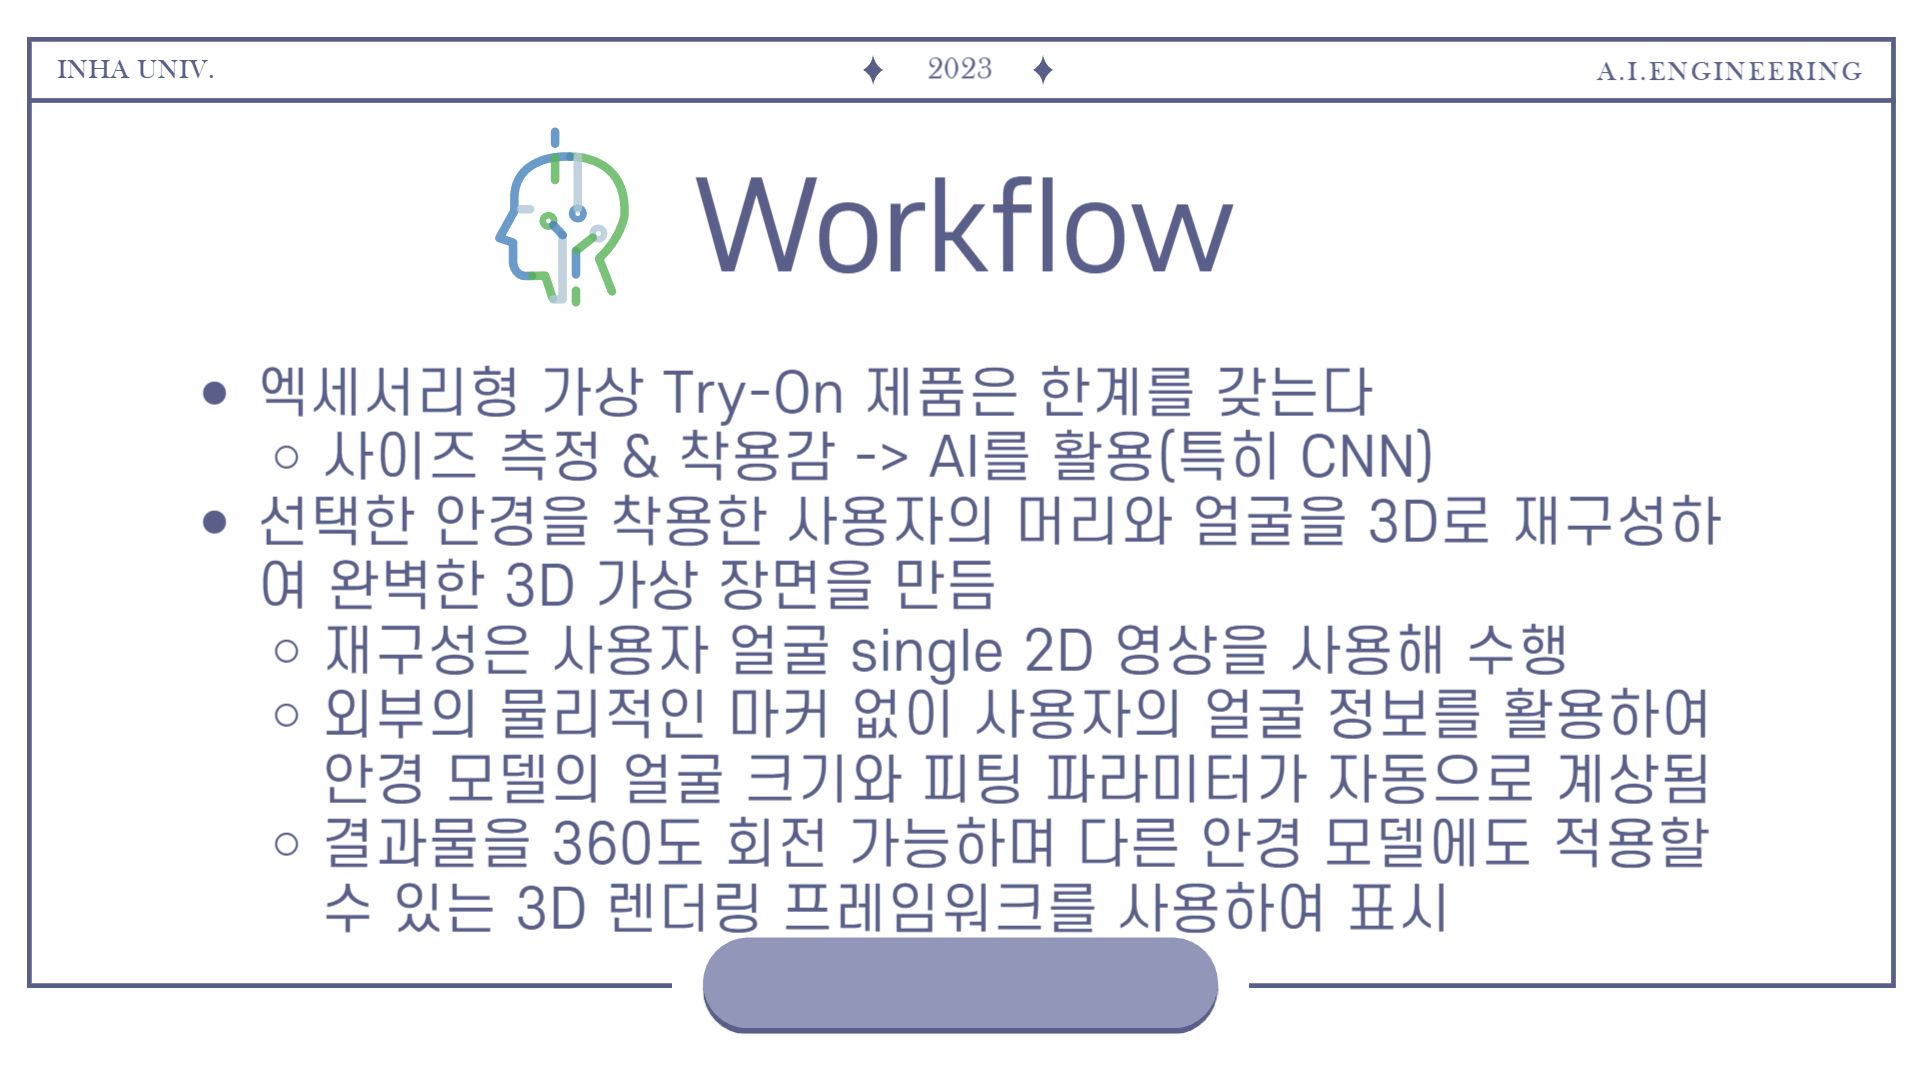 INHA UNIV.
2023
A.I.ENGINEERING
Workflow
● 엑세서리형 가상 Try-On 제품은 한계를 갖는다
○ 사이즈 측정 & 착용감 -> AI를 활용(특히 CNN)
● 선택한 안경을 착용한 사용자의 머리와 얼굴을 3D로 재구성하
여 완벽한 3D 가상 장면을 만듬
○ 재구성은 사용자 얼굴 single 2D 영상을 사용해 수행
○ 외부의 물리적인 마커 없이 사용자의 얼굴 정보를 활용하여
안경 모델의 얼굴 크기와 피팅 파라미터가 자동으로 계상됨
○ 결과물을 360도 회전 가능하며 다른 안경 모델에도 적용할
수 있는 3D 렌더링 프레임워크를 사용하여 표시